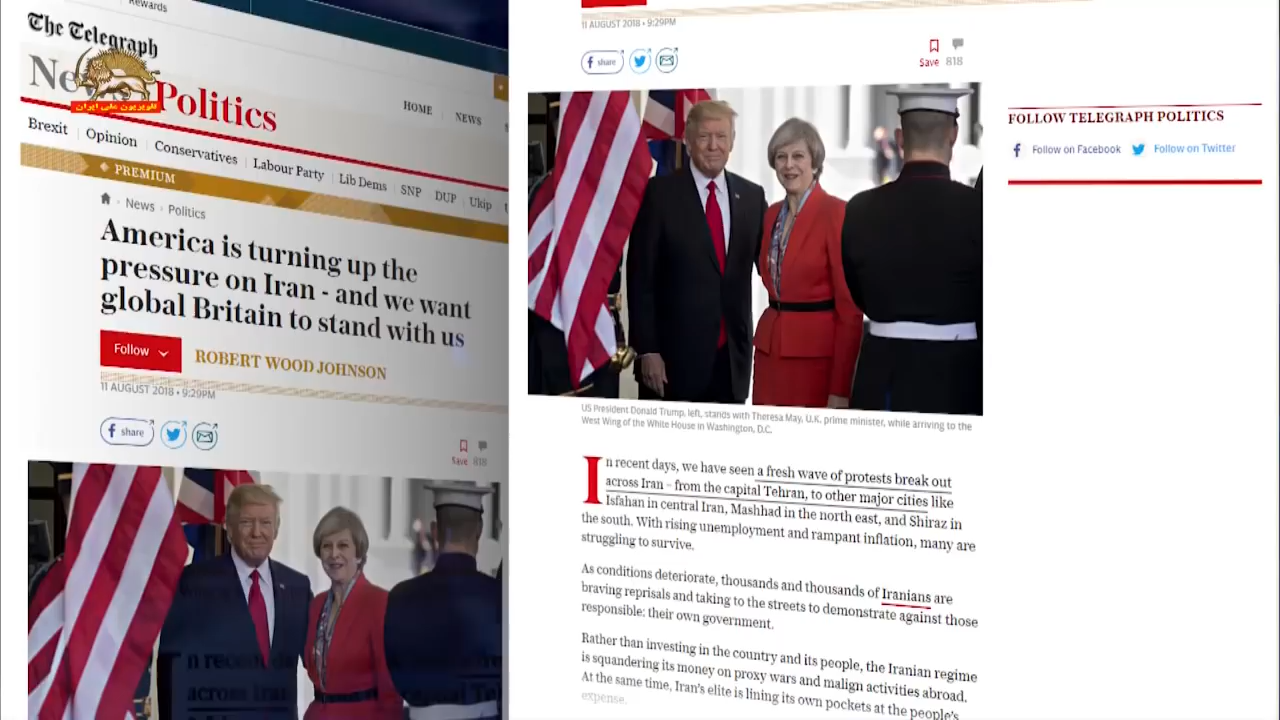 Rewards
The Telegraph
News Politics
سیمای ملی ایران
HOME
NEWS
Brexit
Opinion
Conservatives
Labour Party
Lib Dems
SNP
DUP
Ukip
PREMIUM
News
Politics
America is turning up the
pressure on Iran - and we want
global Britain to stand with us
Follow
ROBERT WOOD JOHNSON
11 AUGUST 2018 • 9:29PM
share
Save 818
11 AUGUST 2018 • 9:29PM
share
Save 818
US President Donald Trump, left, stands with Theresa May, U.K. prime minister, while arriving to the
West Wing of the White House in Washington, D.C.
In recent days, we have seen a fresh wave of protests break out
across Iran – from the capital Tehran, to other major cities like
Isfahan in central Iran, Mashhad in the north east, and Shiraz in
the south. With rising unemployment and rampant inflation, many are
struggling to survive.
As conditions deteriorate, thousands and thousands of Iranians are
braving reprisals and taking to the streets to demonstrate against those
responsible: their own government.
Rather than investing in the country and its people, the Iranian regime
is squandering its money on proxy wars and malign activities abroad.
At the same time, Iran's elite is lining its own pockets at the people's
expense.
FOLLOW TELEGRAPH POLITICS
Follow on Facebook
Follow on Twitter